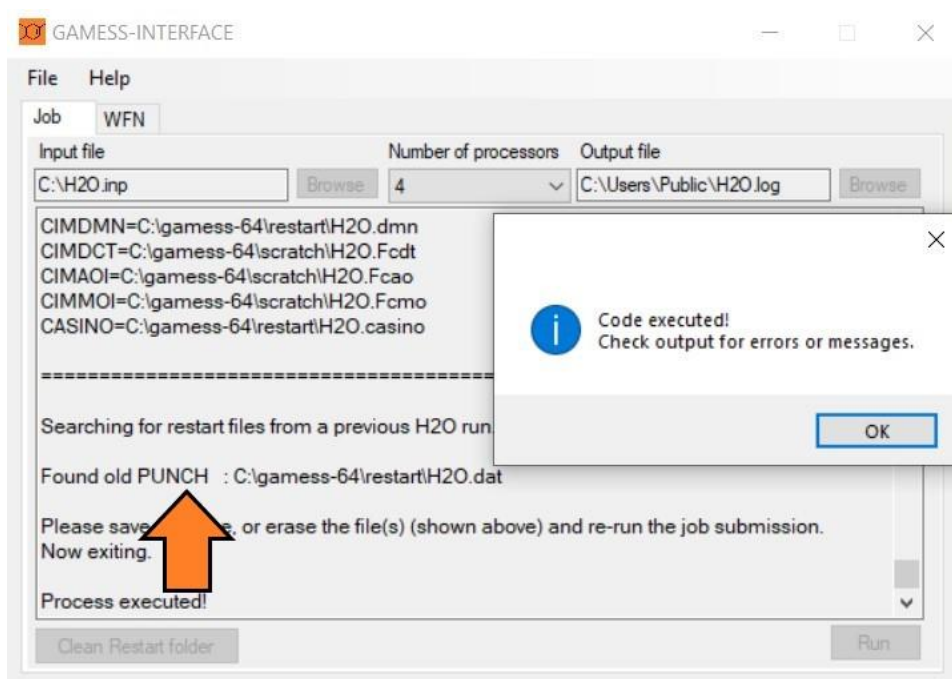 GAMESS-INTERFACE
File Help
Job WFN
Input file Number of processors Output file
C:\H2O.inp Browse 4 C:\Users\Public\H2O.log Browse
CIMDMN=C:\gamess-64\restart\H2O.dmn
CIMDCT=C:\gamess-64\scratch\H2O.Fcdt
CIMAOI=C:\gamess-64\scratch\H2O.Fcao
CIMMOI=C:\gamess-64\scratch\H2O.Fcmo
CASINO=C:\gamess-64\restart\H2O.casino
Code executed!
Check output for errors or messages.
OK
=======================================
Searching for restart files from a previous H2O run.
Found old PUNCH : C:\gamess-64\restart\H2O.dat
Please save, or erase the file(s) (shown above) and re-run the job submission.
Now exiting.
Process executed!
Clean Restart folder Run